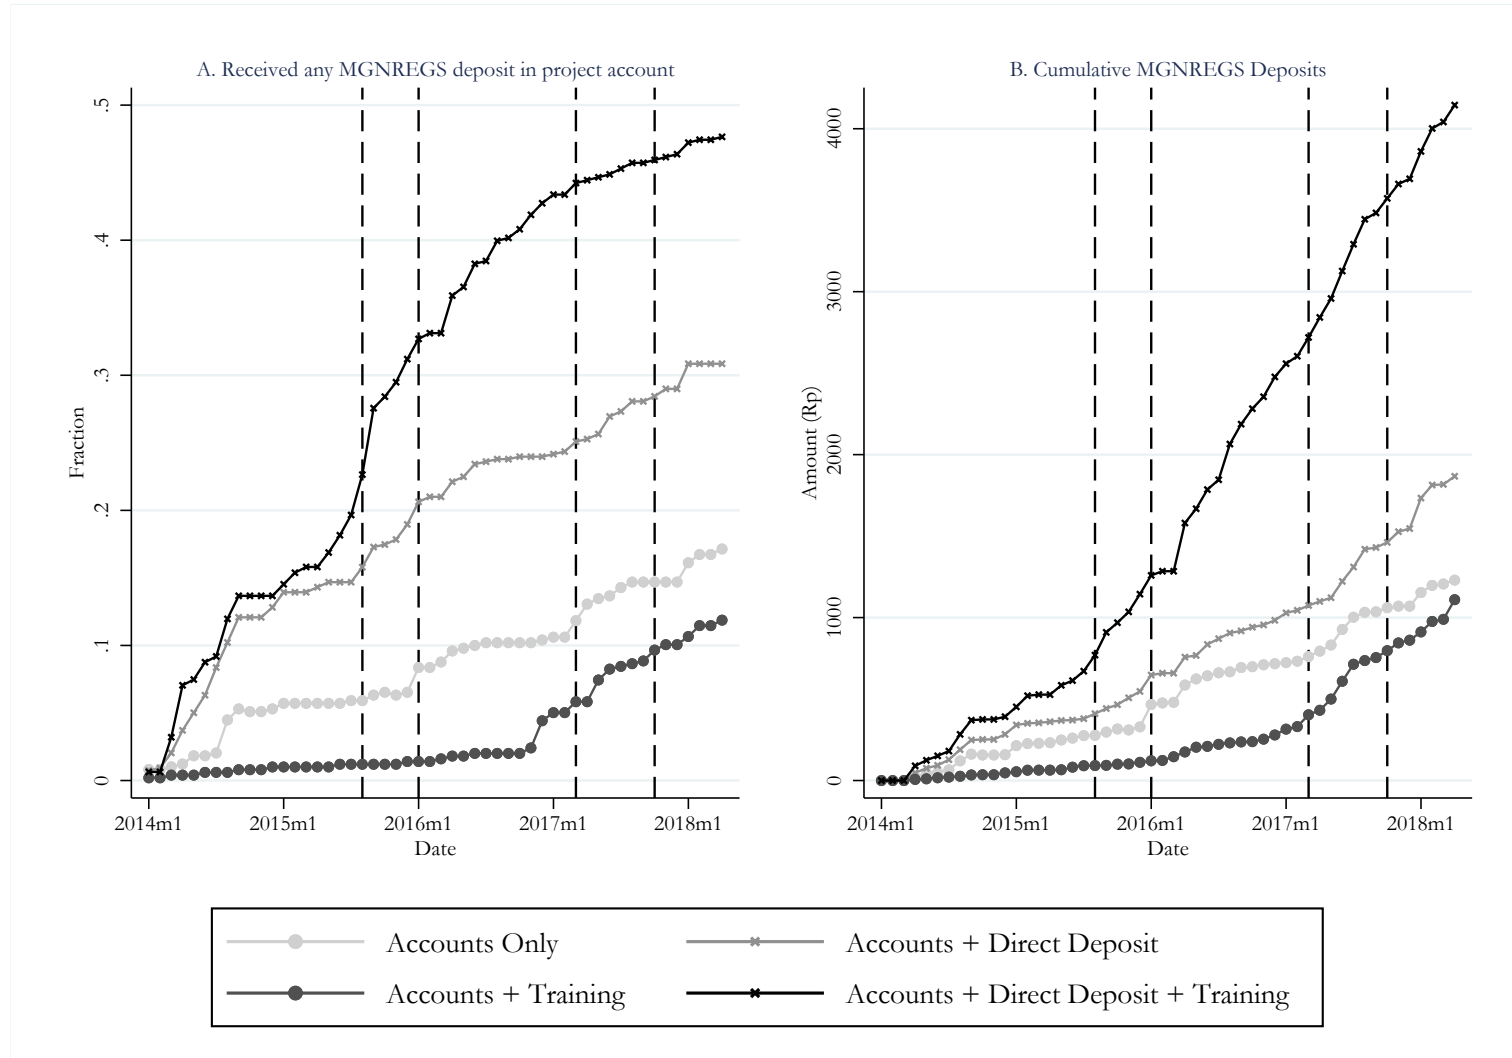 A. Received any MGNREGS deposit in project account
.5
.4
.3
.2
.1
0
Fraction
2014m1 2015m1 2016m1 2017m1 2018m1
Date
B. Cumulative MGNREGS Deposits
4000
3000
2000
1000
0
Amount (Rp)
2014m1 2015m1 2016m1 2017m1 2018m1
Date
Accounts Only
Accounts + Direct Deposit
Accounts + Training
Accounts + Direct Deposit + Training